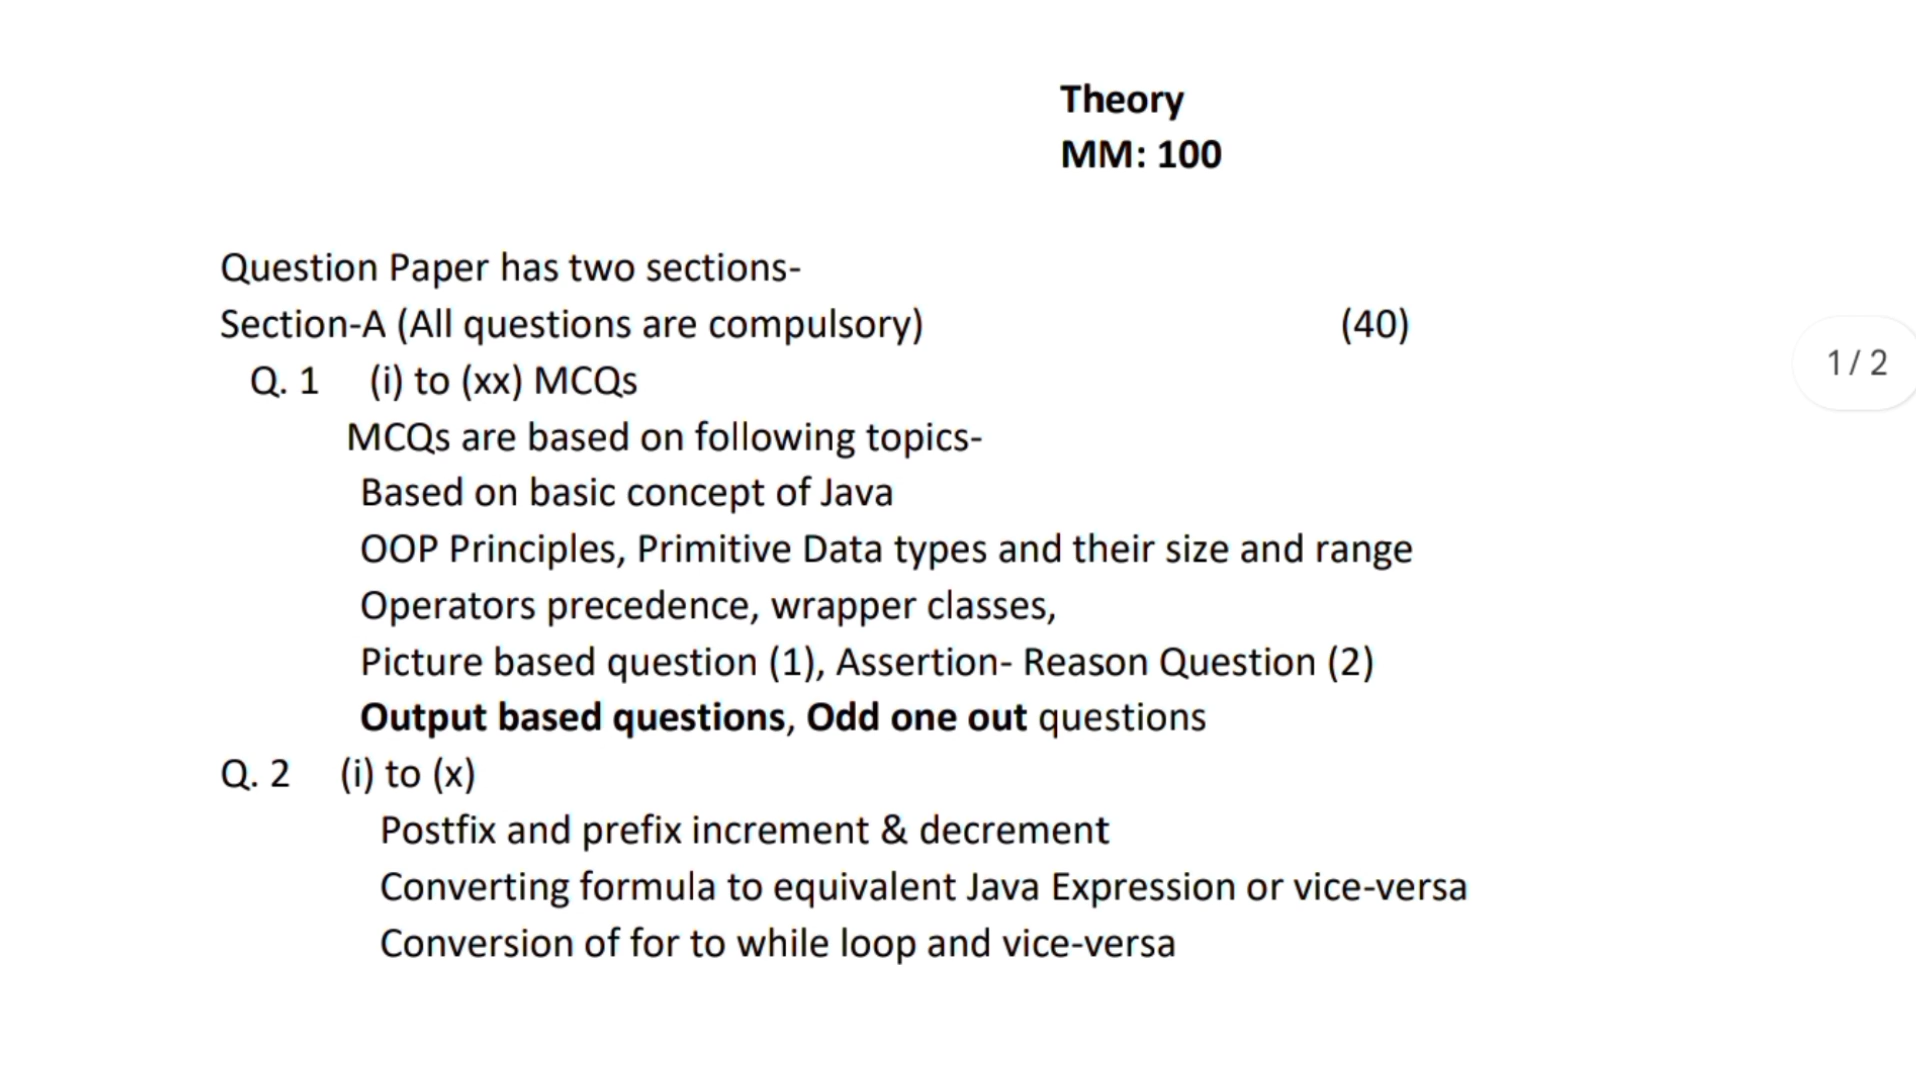 Theory
MM: 100
Question Paper has two sections-
Section-A (All questions are compulsory) (40)
1 / 2
Q. 1 (i) to (xx) MCQs
MCQs are based on following topics-
Based on basic concept of Java
OOP Principles, Primitive Data types and their size and range
Operators precedence, wrapper classes,
Picture based question (1), Assertion- Reason Question (2)
Output based questions, Odd one out questions
Q. 2 (i) to (x)
Postfix and prefix increment & decrement
Converting formula to equivalent Java Expression or vice-versa
Conversion of for to while loop and vice-versa